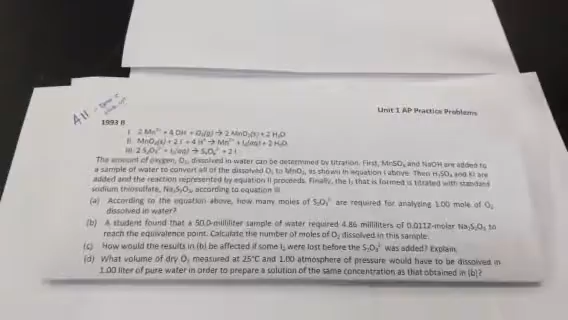 All
Unit 1 AP Practice Problems
1993 B
I. 2 Mn²⁺ + 4 OH⁻ + O₂(g) → 2 MnO₂(s) + 2 H₂O
II. MnO₂(s) + 2 I⁻ + 4 H⁺ → Mn²⁺ + I₂(aq) + 2 H₂O
III. 2 S₂O₃²⁻ + I₂(aq) → S₄O₆²⁻ + 2 I⁻
The amount of oxygen, O₂, dissolved in water can be determined by titration. First, MnSO₄ and NaOH are added to
a sample of water to convert all of the dissolved O₂ to MnO₂, as shown in equation I above. Then H₂SO₄ and KI are
added and the reaction represented by equation II proceeds. Finally, the I₂ that is formed is titrated with standard
sodium thiosulfate, Na₂S₂O₃, according to equation III.
(a) According to the equation above, how many moles of S₂O₃²⁻ are required for analyzing 1.00 mole of O₂
dissolved in water?
(b) A student found that a 50.0-milliliter sample of water required 4.86 milliliters of 0.0112-molar Na₂S₂O₃ to
reach the equivalence point. Calculate the number of moles of O₂ dissolved in this sample.
(c) How would the results in (b) be affected if some I₂ were lost before the S₂O₃²⁻ was added? Explain.
(d) What volume of dry O₂ measured at 25°C and 1.00 atmosphere of pressure would have to be dissolved in
1.00 liter of pure water in order to prepare a solution of the same concentration as that obtained in (b)?